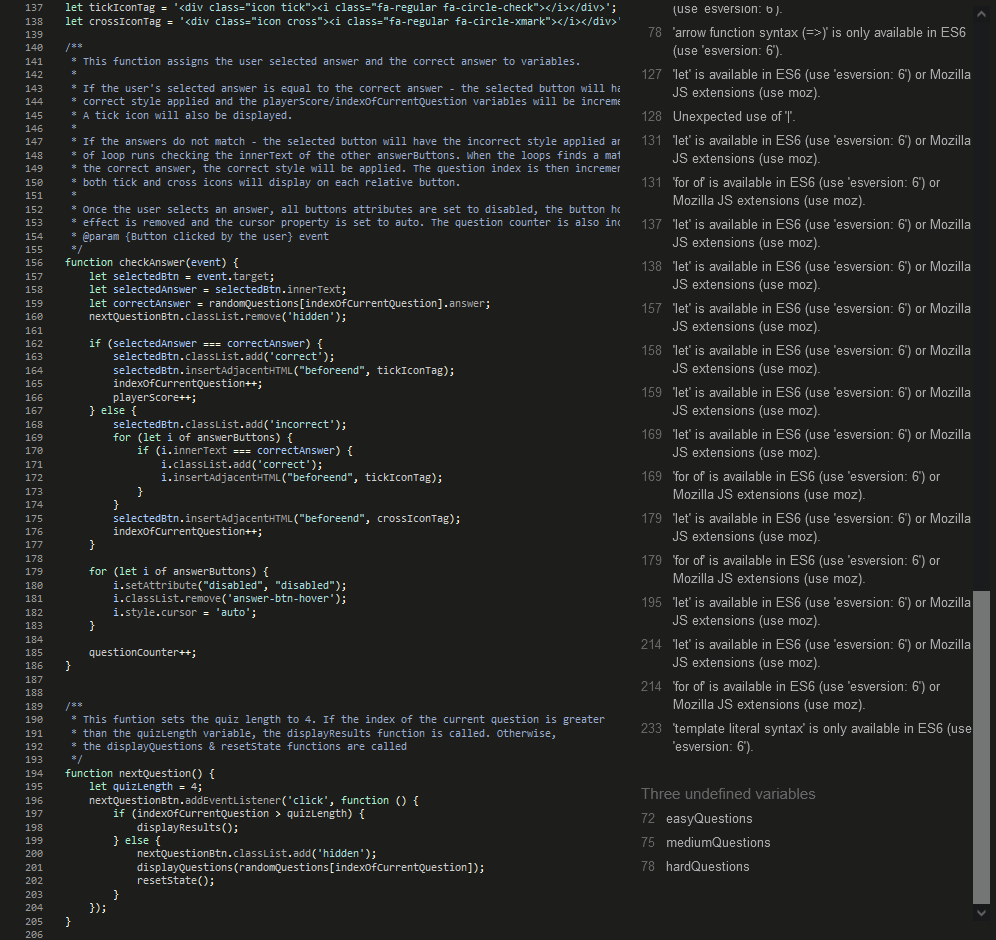 137 let tickIconTag = '<div class="icon tick"><i class="fa-regular fa-circle-check"></i></div>';
138 let crossIconTag = '<div class="icon cross"><i class="fa-regular fa-circle-xmark"></i></div>'
139
140 /**
141 * This function assigns the user selected answer and the correct answer to variables.
142 *
143 * If the user's selected answer is equal to the correct answer - the selected button will ha
144 * correct style applied and the playerScore/indexOfCurrentQuestion variables will be increme
145 * A tick icon will also be displayed.
146 *
147 * If the answers do not match - the selected button will have the incorrect style applied an
148 * of loop runs checking the innerText of the other answerButtons. When the loops finds a mat
149 * the correct answer, the correct style will be applied. The question index is then incremen
150 * both tick and cross icons will display on each relative button.
151 *
152 * Once the user selects an answer, all buttons attributes are set to disabled, the button ho
153 * effect is removed and the cursor property is set to auto. The question counter is also inc
154 * @param {Button clicked by the user} event
155 */
156 function checkAnswer(event) {
157 let selectedBtn = event.target;
158 let selectedAnswer = selectedBtn.innerText;
159 let correctAnswer = randomQuestions[indexOfCurrentQuestion].answer;
160 nextQuestionBtn.classList.remove('hidden');
161
162 if (selectedAnswer === correctAnswer) {
163 selectedBtn.classList.add('correct');
164 selectedBtn.insertAdjacentHTML("beforeend", tickIconTag);
165 indexOfCurrentQuestion++;
166 playerScore++;
167 } else {
168 selectedBtn.classList.add('incorrect');
169 for (let i of answerButtons) {
170 if (i.innerText === correctAnswer) {
171 i.classList.add('correct');
172 i.insertAdjacentHTML("beforeend", tickIconTag);
173 }
174 }
175 selectedBtn.insertAdjacentHTML("beforeend", crossIconTag);
176 indexOfCurrentQuestion++;
177 }
178
179 for (let i of answerButtons) {
180 i.setAttribute("disabled", "disabled");
181 i.classList.remove('answer-btn-hover');
182 i.style.cursor = 'auto';
183 }
184
185 questionCounter++;
186 }
187
188
189 /**
190 * This funtion sets the quiz length to 4. If the index of the current question is greater
191 * than the quizLength variable, the displayResults function is called. Otherwise,
192 * the displayQuestions & resetState functions are called
193 */
194 function nextQuestion() {
195 let quizLength = 4;
196 nextQuestionBtn.addEventListener('click', function () {
197 if (indexOfCurrentQuestion > quizLength) {
198 displayResults();
199 } else {
200 nextQuestionBtn.classList.add('hidden');
201 displayQuestions(randomQuestions[indexOfCurrentQuestion]);
202 resetState();
203 }
204 });
205 }
206
(use 'esversion: 6').
78 'arrow function syntax (=>)' is only available in ES6
(use 'esversion: 6').
127 'let' is available in ES6 (use 'esversion: 6') or Mozilla
JS extensions (use moz).
128 Unexpected use of '|'.
131 'let' is available in ES6 (use 'esversion: 6') or Mozilla
JS extensions (use moz).
131 'for of' is available in ES6 (use 'esversion: 6') or
Mozilla JS extensions (use moz).
137 'let' is available in ES6 (use 'esversion: 6') or Mozilla
JS extensions (use moz).
138 'let' is available in ES6 (use 'esversion: 6') or Mozilla
JS extensions (use moz).
157 'let' is available in ES6 (use 'esversion: 6') or Mozilla
JS extensions (use moz).
158 'let' is available in ES6 (use 'esversion: 6') or Mozilla
JS extensions (use moz).
159 'let' is available in ES6 (use 'esversion: 6') or Mozilla
JS extensions (use moz).
169 'let' is available in ES6 (use 'esversion: 6') or Mozilla
JS extensions (use moz).
169 'for of' is available in ES6 (use 'esversion: 6') or
Mozilla JS extensions (use moz).
179 'let' is available in ES6 (use 'esversion: 6') or Mozilla
JS extensions (use moz).
179 'for of' is available in ES6 (use 'esversion: 6') or
Mozilla JS extensions (use moz).
195 'let' is available in ES6 (use 'esversion: 6') or Mozilla
JS extensions (use moz).
214 'let' is available in ES6 (use 'esversion: 6') or Mozilla
JS extensions (use moz).
214 'for of' is available in ES6 (use 'esversion: 6') or
Mozilla JS extensions (use moz).
233 'template literal syntax' is only available in ES6 (use
'esversion: 6').
Three undefined variables
72 easyQuestions
75 mediumQuestions
78 hardQuestions